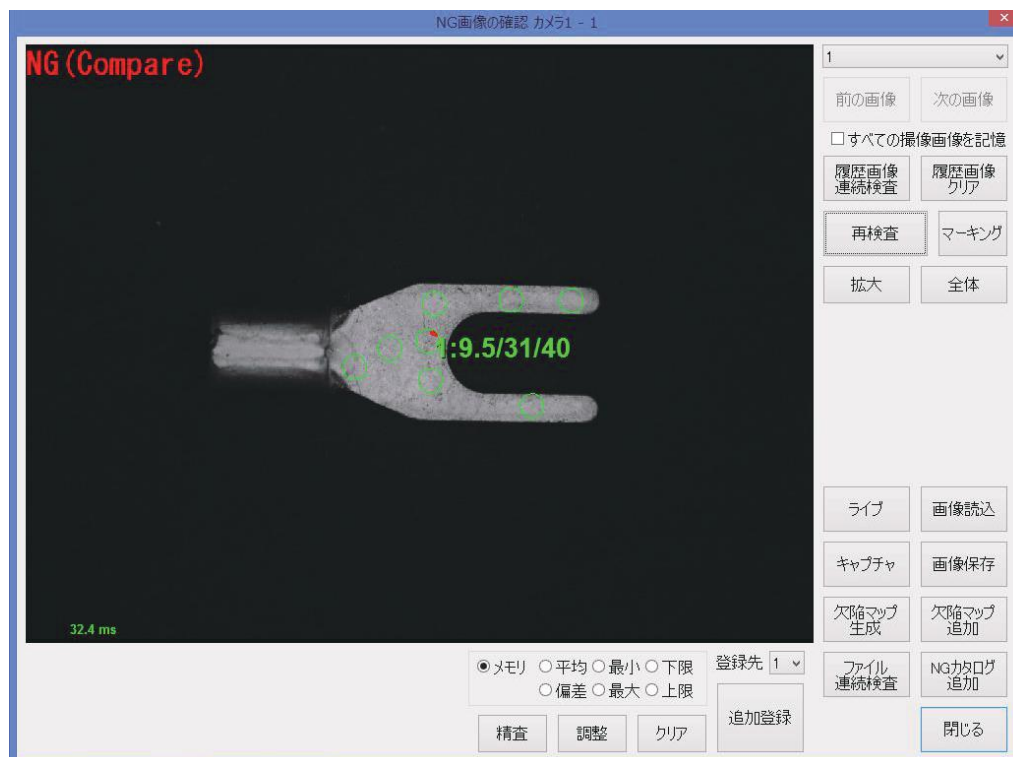 NG画像の確認 カメラ1 - 1
NG(Compare)
1
前の画像
次の画像
すべての撮像画像を記憶
履歴画像
連続検査
履歴画像
クリア
再検査
マーキング
拡大
全体
1:9.5/31/40
ライブ
画像読込
キャプチャ
画像保存
欠陥マップ
生成
欠陥マップ
追加
32.4 ms
メモリ 平均 最小 下限
偏差 最大 上限
登録先 1
ファイル
連続検査
NGカタログ
追加
精査
調整
クリア
追加登録
閉じる